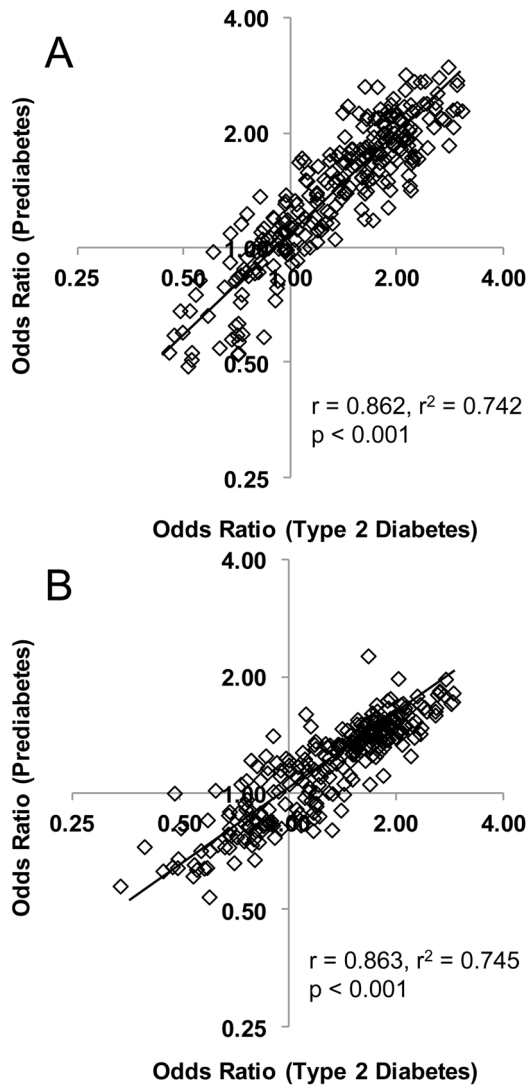 A
4.00
2.00
1.00
0.25
0.50
1.00
2.00
4.00
0.50
0.25
Odds Ratio (Prediabetes)
r = 0.862, r² = 0.742
p < 0.001
Odds Ratio (Type 2 Diabetes)
B
4.00
2.00
1.00
0.25
0.50
1.00
2.00
4.00
0.50
0.25
Odds Ratio (Prediabetes)
r = 0.863, r² = 0.745
p < 0.001
Odds Ratio (Type 2 Diabetes)